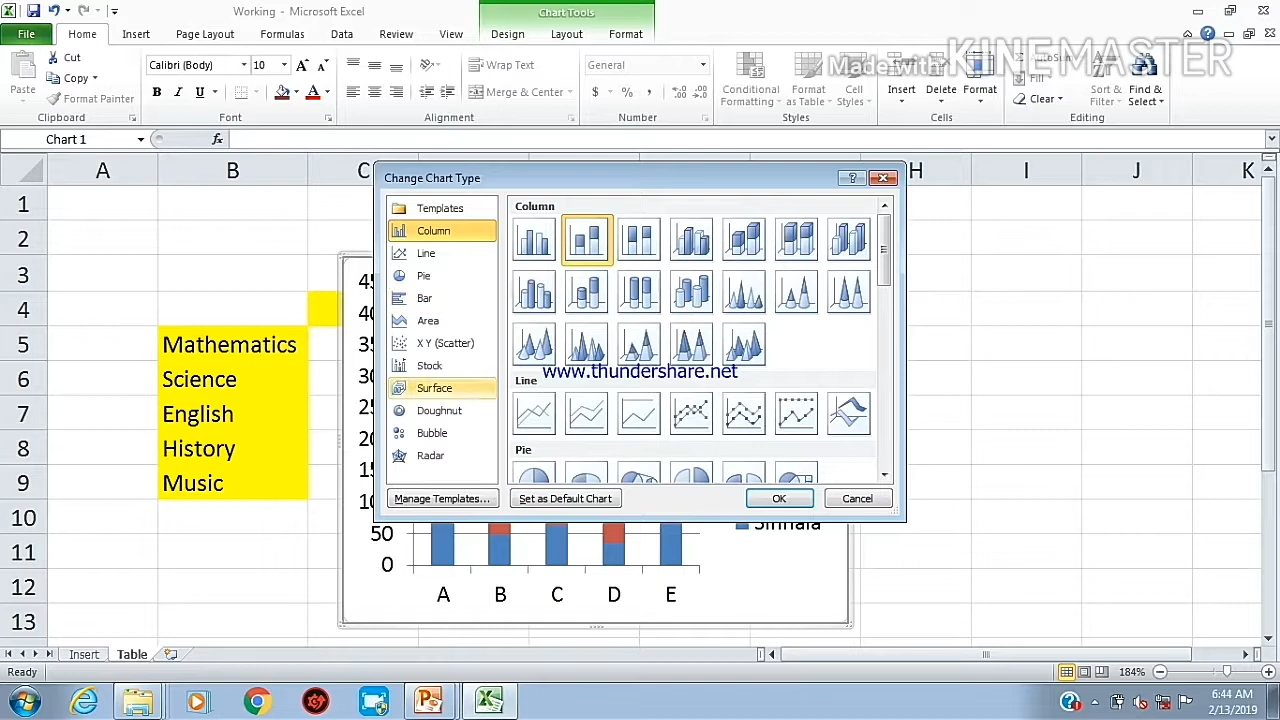 Working - Microsoft Excel
Chart Tools
File Home Insert Page Layout Formulas Data Review View Design Layout Format
Made with KINEMASTER
Paste
Cut
Copy
Format Painter
Clipboard
Calibri (Body) 10
B I U A
Font
Wrap Text
Merge & Center
Alignment
General
$ % ,
Number
Conditional Formatting
Format as Table
Cell Styles
Styles
Insert Delete Format
Cells
AutoSum
Fill
Clear
Sort & Filter
Find & Select
Editing
Chart 1
fx
A B C H I J K
1
2
3
4
5 Mathematics
6 Science
7 English
8 History
9 Music
10
11
12
13
Change Chart Type
Templates
Column
Line
Pie
Bar
Area
X Y (Scatter)
Stock
Surface
Doughnut
Bubble
Radar
Column
www.thundershare.net
Line
Pie
Manage Templates...
Set as Default Chart
OK
Cancel
50
0
A B C D E
Sinhala
Insert Table
Ready
184%
6:44 AM
2/13/2019